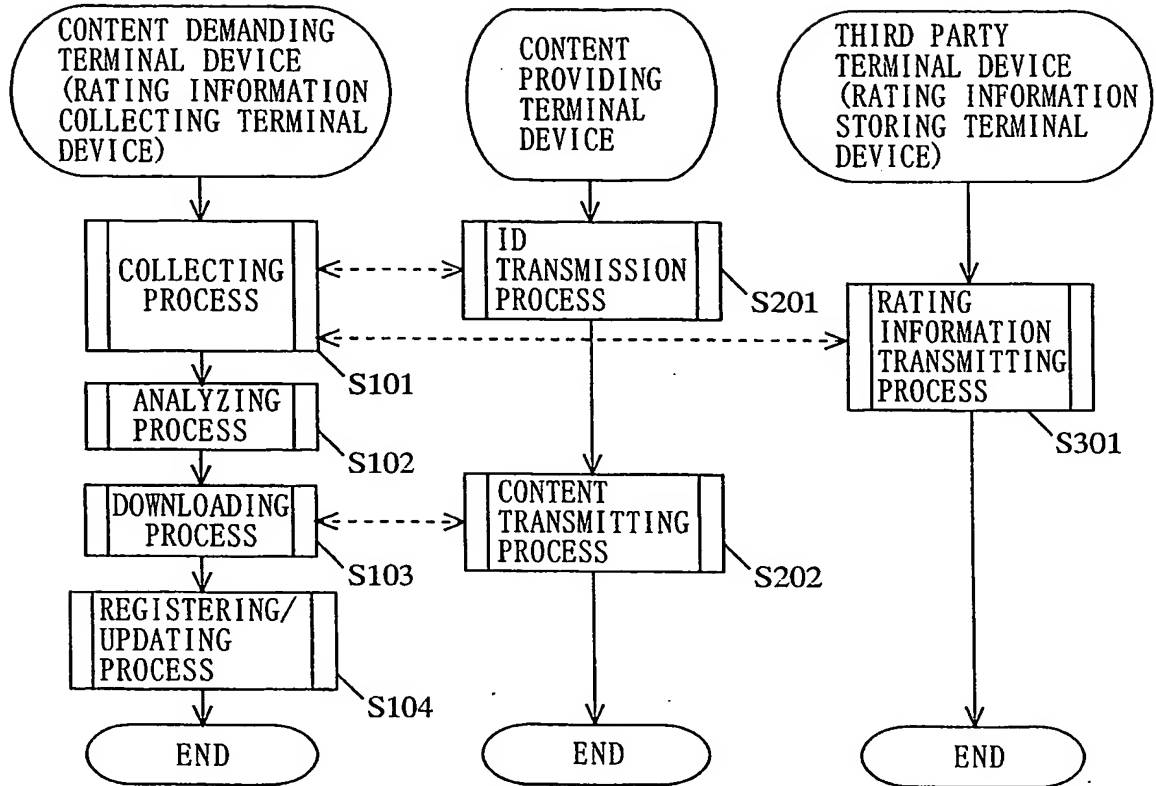 CONTENT DEMANDING
TERMINAL DEVICE
(RATING INFORMATION
COLLECTING TERMINAL
DEVICE)
CONTENT
PROVIDING
TERMINAL
DEVICE
THIRD PARTY
TERMINAL DEVICE
(RATING INFORMATION
STORING TERMINAL
DEVICE)
COLLECTING
PROCESS
S101
ID
TRANSMISSION
PROCESS
S201
RATING
INFORMATION
TRANSMITTING
PROCESS
S301
ANALYZING
PROCESS
S102
DOWNLOADING
PROCESS
S103
CONTENT
TRANSMITTING
PROCESS
S202
REGISTERING/
UPDATING
PROCESS
S104
END
END
END